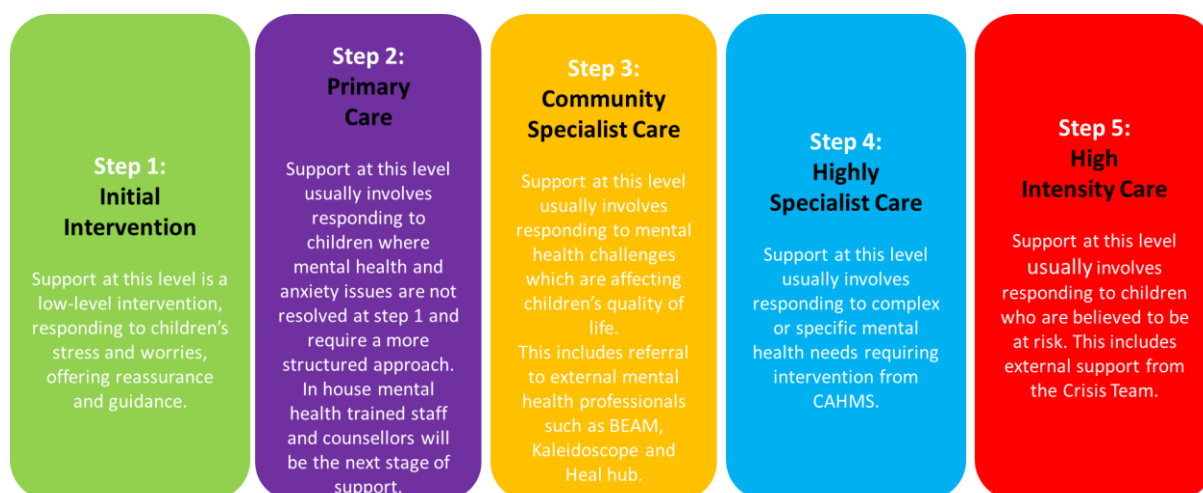 Step 1:
Initial
Intervention
Support at this level is a
low-level intervention,
responding to children's
stress and worries,
offering reassurance
and guidance.
Step 2:
Primary
Care
Support at this level
usually involves
responding to
children where
mental health and
anxiety issues are not
resolved at step 1 and
require a more
structured approach.
In house mental
health trained staff
and counsellors will
be the next stage of
support.
Step 3:
Community
Specialist Care
Support at this level
usually involves
responding to mental
health challenges
which are affecting
children's quality of
life.
This includes referral
to external mental
health professionals
such as BEAM,
Kaleidoscope and
Heal hub.
Step 4:
Highly
Specialist Care
Support at this level
usually involves
responding to complex
or specific mental
health needs requiring
intervention from
CAHMS.
Step 5:
High
Intensity Care
Support at this level
usually involves
responding to children
who are believed to be
at risk. This includes
external support from
the Crisis Team.